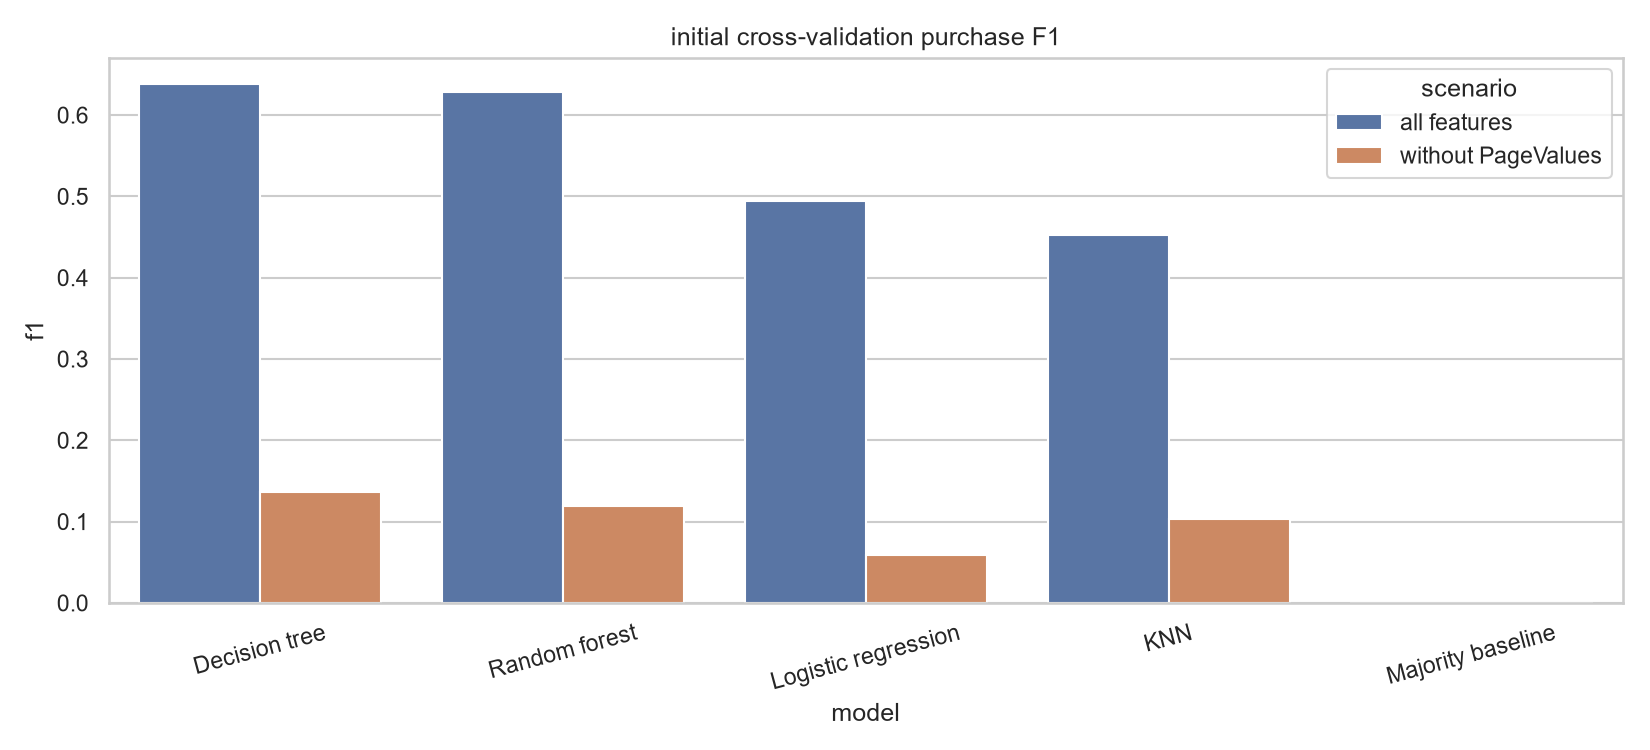 initial cross-validation purchase F1
scenario
all features
without PageValues
f1
0.6
0.5
0.4
0.3
0.2
0.1
0.0
Decision tree
Random forest
Logistic regression
KNN
Majority baseline
model